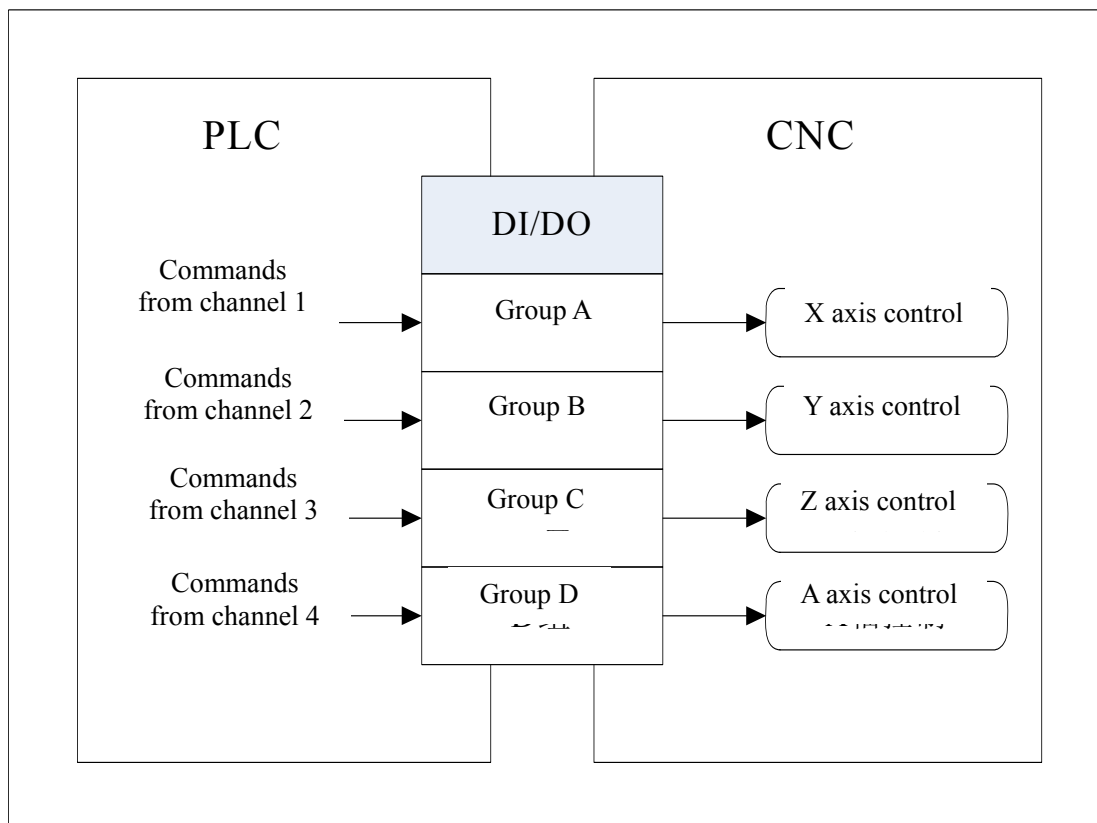 PLC
CNC
DI/DO
Commands
from channel 1
Group A
X axis control
Commands
from channel 2
Group B
Y axis control
Commands
from channel 3
Group C
Z axis control
Commands
from channel 4
Group D
A axis control